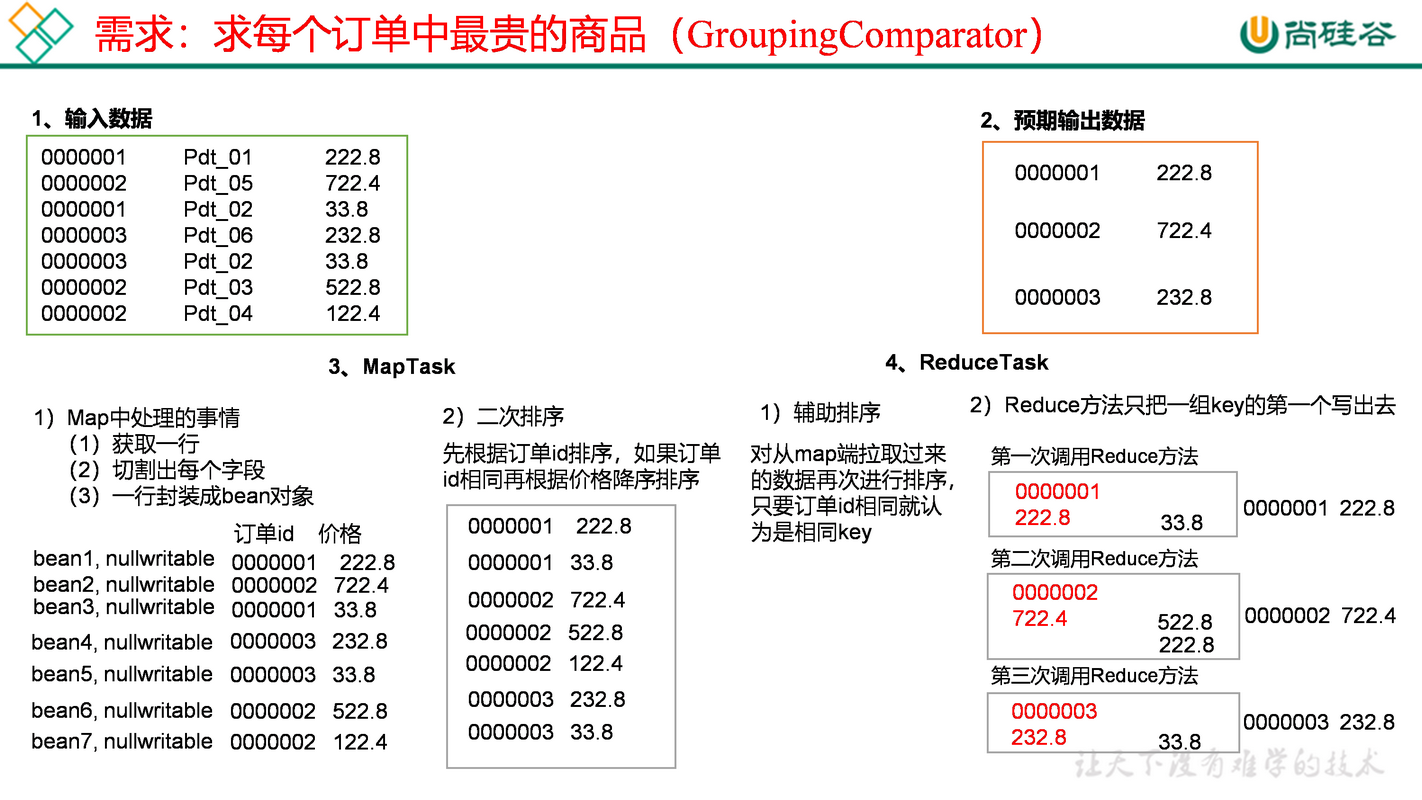 需求：求每个订单中最贵的商品（GroupingComparator）
尚硅谷
1、输入数据
0000001 Pdt_01 222.8
0000002 Pdt_05 722.4
0000001 Pdt_02 33.8
0000003 Pdt_06 232.8
0000003 Pdt_02 33.8
0000002 Pdt_03 522.8
0000002 Pdt_04 122.4
2、预期输出数据
0000001 222.8
0000002 722.4
0000003 232.8
3、MapTask
1）Map中处理的事情
（1）获取一行
（2）切割出每个字段
（3）一行封装成bean对象
订单id 价格
bean1, nullwritable 0000001 222.8
bean2, nullwritable 0000002 722.4
bean3, nullwritable 0000001 33.8
bean4, nullwritable 0000003 232.8
bean5, nullwritable 0000003 33.8
bean6, nullwritable 0000002 522.8
bean7, nullwritable 0000002 122.4
2）二次排序
先根据订单id排序，如果订单
id相同再根据价格降序排序
0000001 222.8
0000001 33.8
0000002 722.4
0000002 522.8
0000002 122.4
0000003 232.8
0000003 33.8
4、ReduceTask
1）辅助排序
对从map端拉取过来
的数据再次进行排序，
只要订单id相同就认
为是相同key
2）Reduce方法只把一组key的第一个写出去
第一次调用Reduce方法
0000001
222.8 33.8
0000001 222.8
第二次调用Reduce方法
0000002
722.4 522.8
222.8
0000002 722.4
第三次调用Reduce方法
0000003
232.8 33.8
0000003 232.8
让天下没有难学的技术